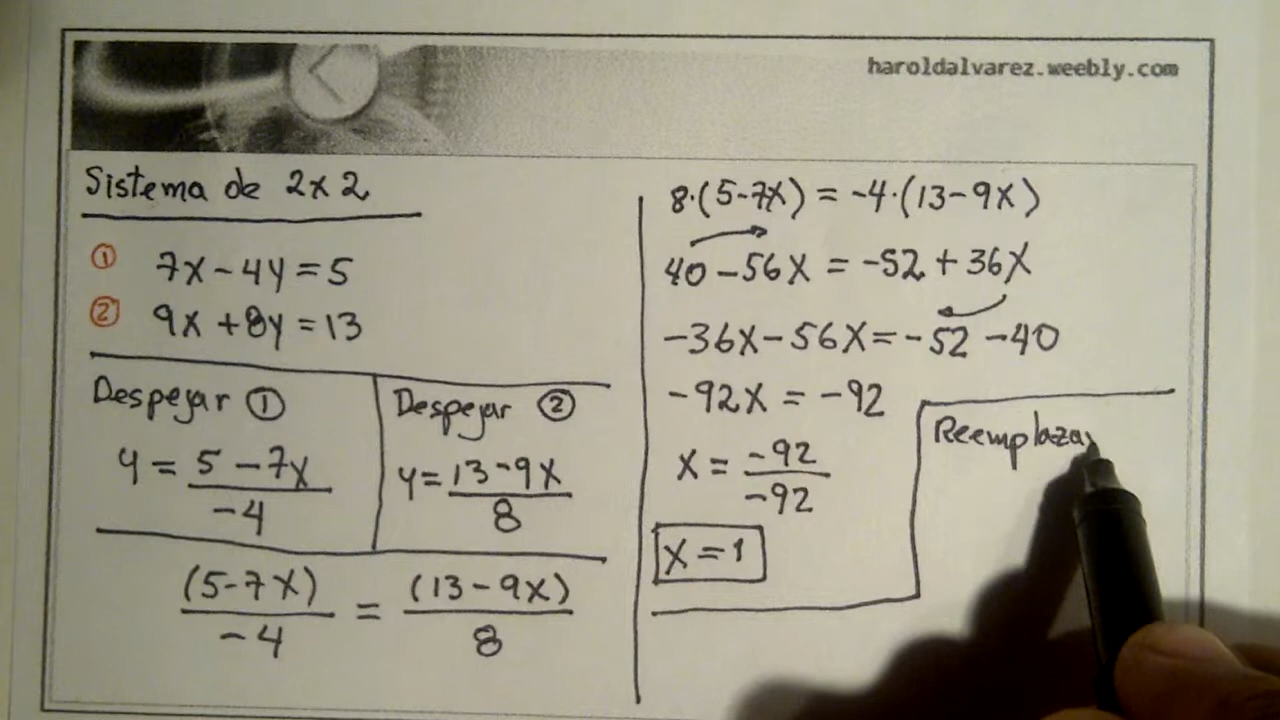 haroldalvarez.weebly.com
Sistema de 2x2
① 7x-4y=5
② 9x+8y=13
Despejar ①
y = 5-7x
-4
Despejar ②
y = 13-9x
8
(5-7x) = (13-9x)
-4 8
8·(5-7x) = -4·(13-9x)
40-56x = -52+36x
-36x-56x=-52-40
-92x = -92
x = -92
-92
x = 1
Reemplazar